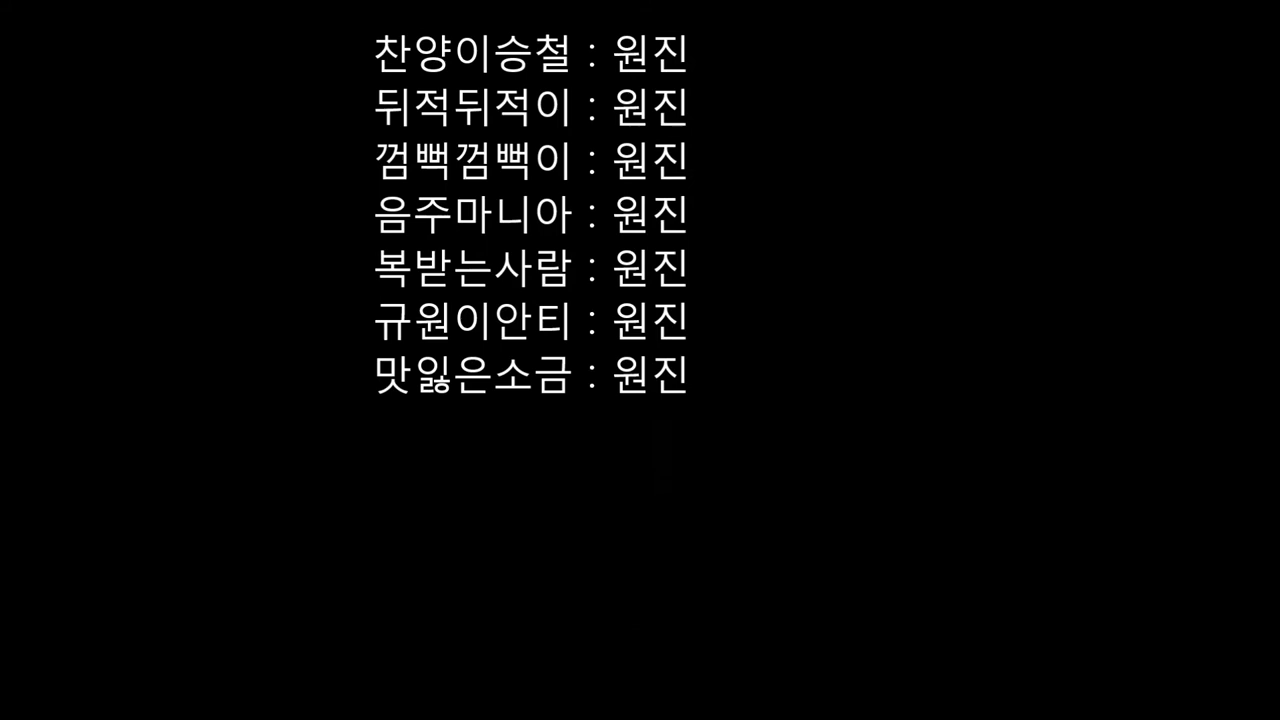 찬양이승철 : 원진
뒤적뒤적이 : 원진
껌뻑껌뻑이 : 원진
음주마니아 : 원진
복받는사람 : 원진
규원이안티 : 원진
맛잃은소금 : 원진